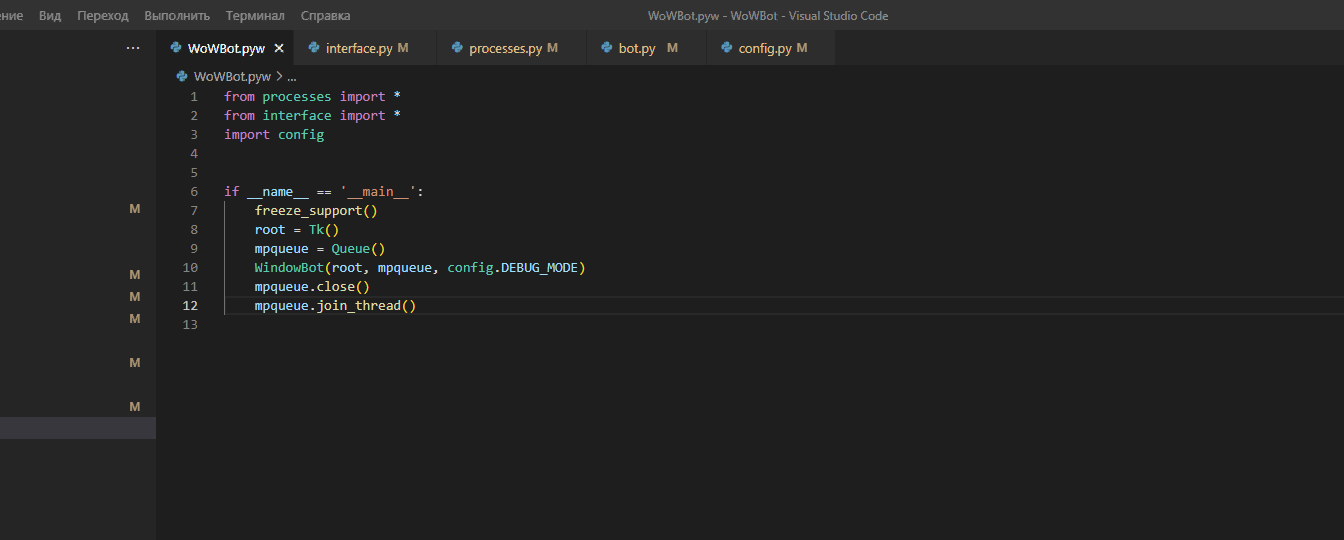 Вид Переход Выполнить Терминал Справка WoWBot.pyw - WoWBot - Visual Studio Code
... WoWBot.pyw interface.py M processes.py M bot.py M config.py M
WoWBot.pyw > ...
1 from processes import *
2 from interface import *
3 import config
4
5
6 if __name__ == '__main__':
7 freeze_support()
8 root = Tk()
9 mpqueue = Queue()
10 WindowBot(root, mpqueue, config.DEBUG_MODE)
11 mpqueue.close()
12 mpqueue.join_thread()
13
M
M
M
M
M
M